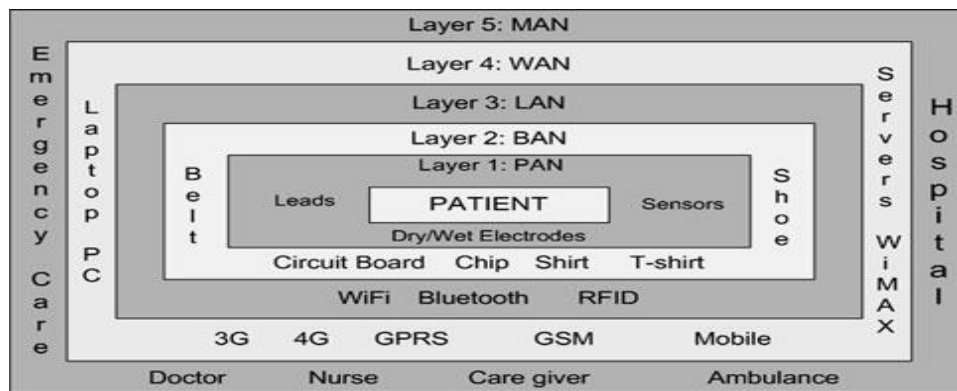 Layer 5: MAN
Layer 4: WAN
Layer 3: LAN
Layer 2: BAN
Layer 1: PAN
Emergency Care
Laptop PC
Belt
Leads
PATIENT
Sensors
Shoe
Servers WiMAX
Hospital
Dry/Wet Electrodes
Circuit Board Chip Shirt T-shirt
WiFi Bluetooth RFID
3G 4G GPRS GSM Mobile
Doctor Nurse Care giver Ambulance